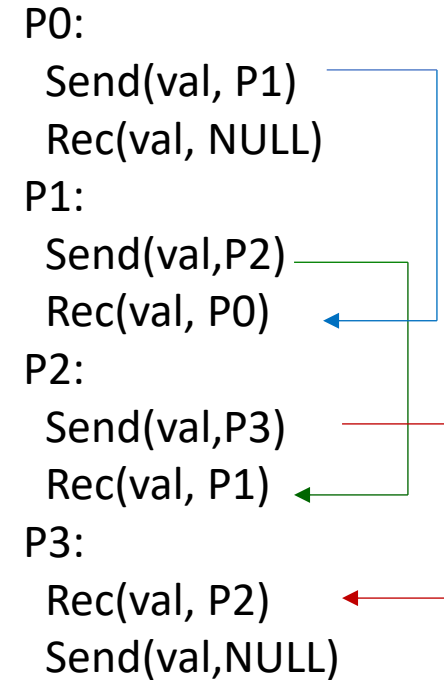 P0:
Send(val, P1)
Rec(val, NULL)
P1:
Send(val,P2)
Rec(val, P0)
P2:
Send(val,P3)
Rec(val, P1)
P3:
Rec(val, P2)
Send(val,NULL)